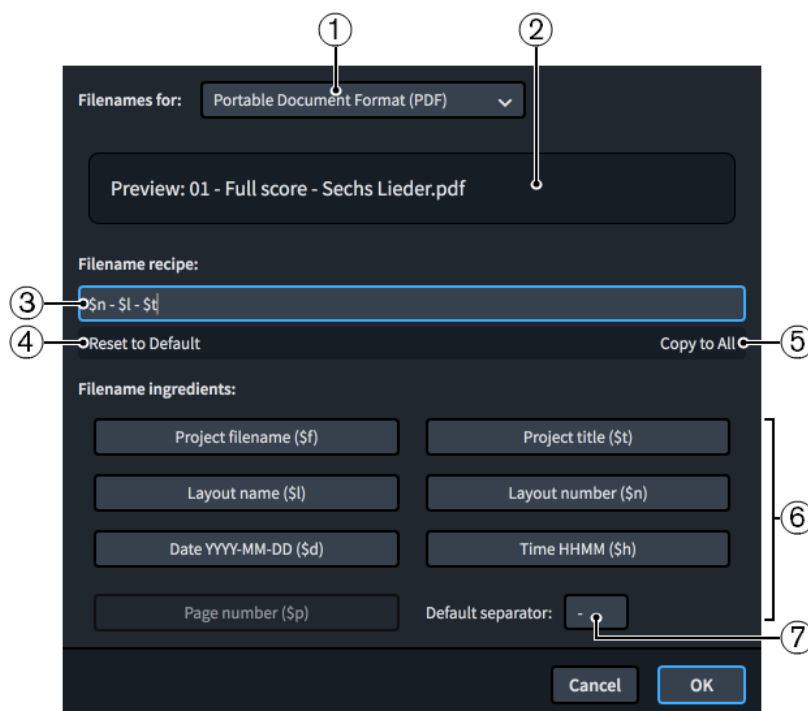 ① ②
Filenames for: Portable Document Format (PDF)
Preview: 01 - Full score - Sechs Lieder.pdf
Filename recipe:
③ $n - $l - $t
④ Reset to Default Copy to All ⑤
Filename ingredients:
Project filename ($f) Project title ($t)
Layout name ($l) Layout number ($n)
⑥
Date YYYY-MM-DD ($d) Time HHMM ($h)
Page number ($p) Default separator: -
⑦
Cancel OK